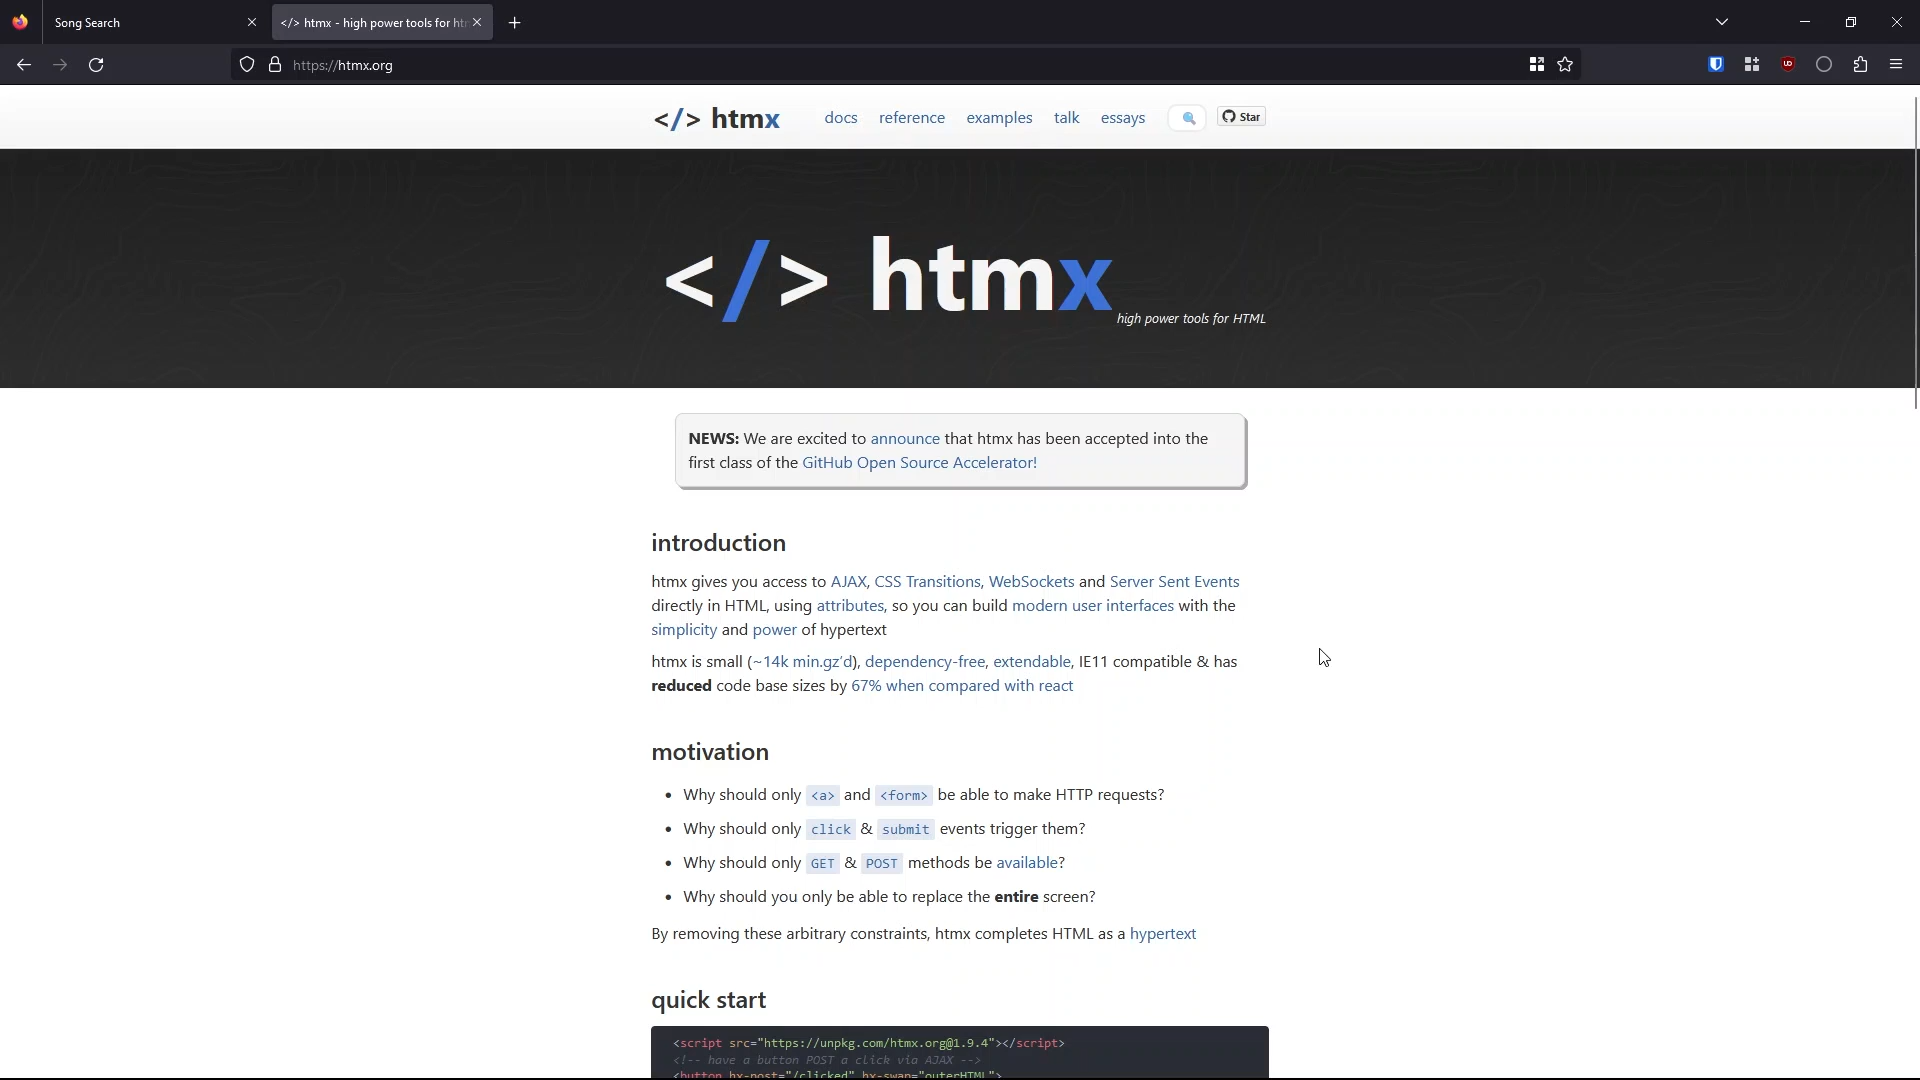 Song Search
</> htmx - high power tools for htm
https://htmx.org
</> htmx docs reference examples talk essays Star
</> htmx
high power tools for HTML
NEWS: We are excited to announce that htmx has been accepted into the
first class of the GitHub Open Source Accelerator!
introduction
htmx gives you access to AJAX, CSS Transitions, WebSockets and Server Sent Events
directly in HTML, using attributes, so you can build modern user interfaces with the
simplicity and power of hypertext
htmx is small (~14k min.gz'd), dependency-free, extendable, IE11 compatible & has
reduced code base sizes by 67% when compared with react
motivation
• Why should only <a> and <form> be able to make HTTP requests?
• Why should only click & submit events trigger them?
• Why should only GET & POST methods be available?
• Why should you only be able to replace the entire screen?
By removing these arbitrary constraints, htmx completes HTML as a hypertext
quick start
<script src="https://unpkg.com/htmx.org@1.9.4"></script>
<!-- have a button POST a click via AJAX -->
<button hx-post="/clicked" hx-swap="outerHTML">